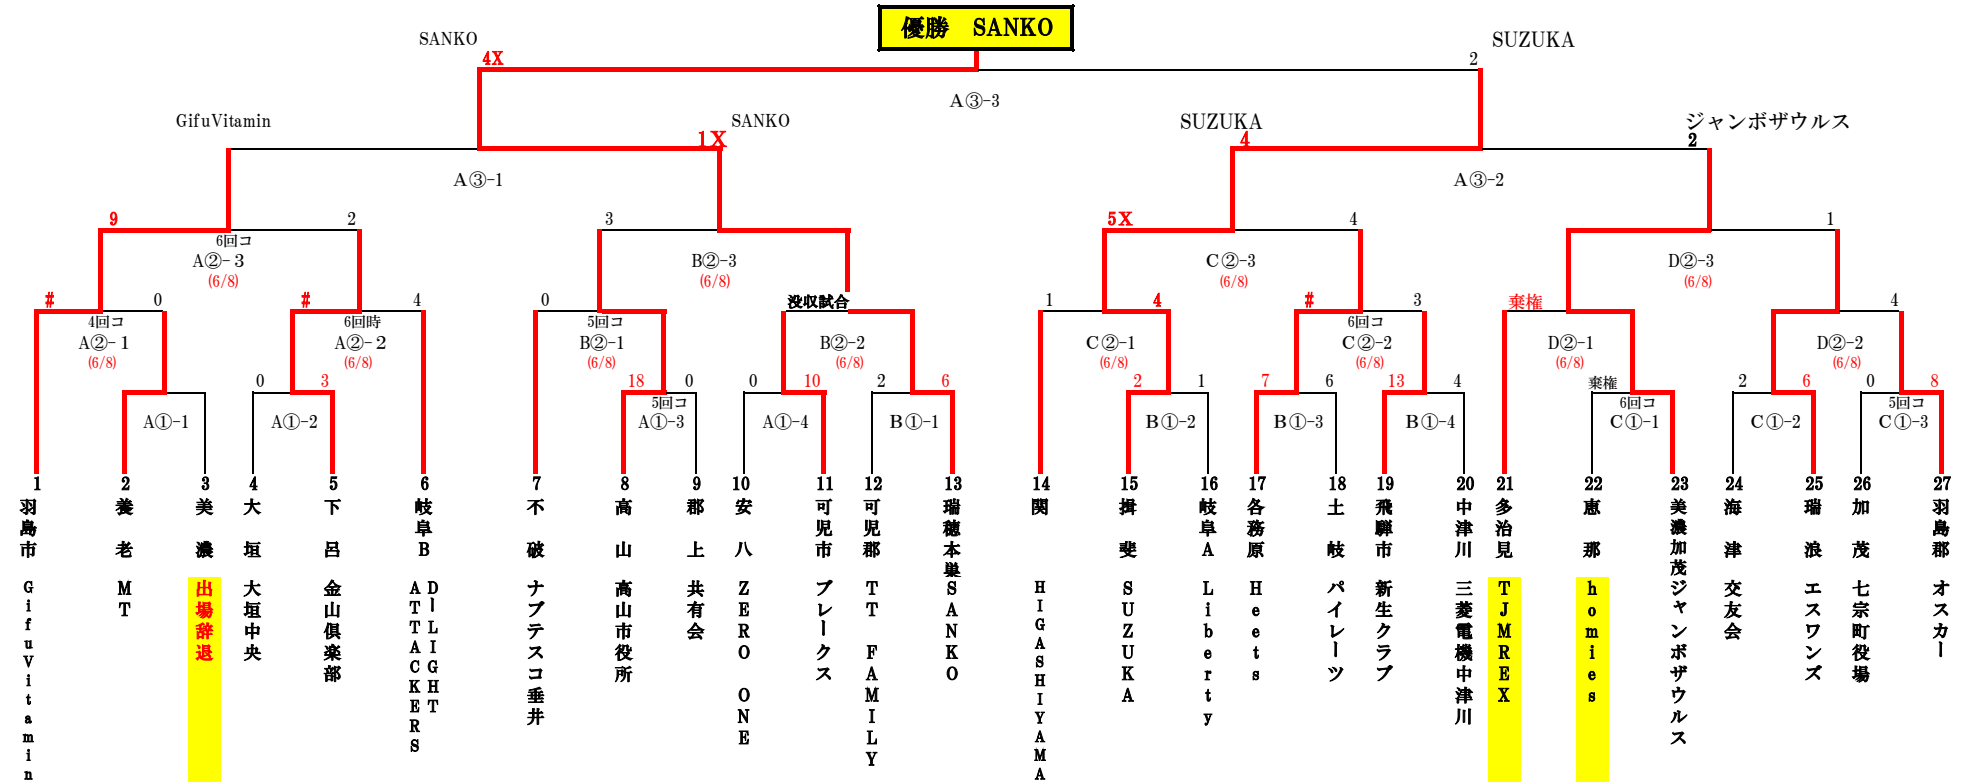 優勝　SANKO
SANKO
SUZUKA
4X
2
A③-3
GifuVitamin
SANKO
SUZUKA
ジャンボザウルス
1X
4
2
A③-1
A③-2
9
2
3
5X
4
1
6回コ
A②-3
B②-3
C②-3
D②-3
(6/8)
(6/8)
(6/8)
(6/8)
#
0
#
4
0
没収試合
1
4
#
3
棄権
4
4回コ
6回時
5回コ
6回コ
A②-1
A②-2
B②-1
B②-2
C②-1
C②-2
D②-1
D②-2
(6/8)
(6/8)
(6/8)
(6/8)
(6/8)
(6/8)
(6/8)
(6/8)
0
3
18
0
0
10
2
6
2
1
7
6
13
4
棄権
2
6
0
8
5回コ
6回コ
5回コ
A①-1
A①-2
A①-3
A①-4
B①-1
B①-2
B①-3
B①-4
C①-1
C①-2
C①-3
1
羽島市
GifuVitamin
2
養老
MT
3
美濃
出場辞退
4
大垣
大垣中央
5
下呂
金山倶楽部
6
岐阜B
D－LIGHT
ATTACKERS
7
不破
ナブテスコ垂井
8
高山
高山市役所
9
郡上
共有会
10
安八
ZERO ONE
11
可児市
ブレークス
12
可児郡
TT FAMILY
13
瑞穂本巣
SANKO
14
関
HIGASHIYAMA
15
揖斐
SUZUKA
16
岐阜A
Liberty
17
各務原
Heets
18
土岐
パイレーツ
19
飛騨市
新生クラブ
20
中津川
三菱電機中津川
21
多治見
TJMREX
22
恵那
homies
23
美濃加茂
ジャンボザウルス
24
海津
交友会
25
瑞浪
エスワンズ
26
加茂
七宗町役場
27
羽島郡
オスカー